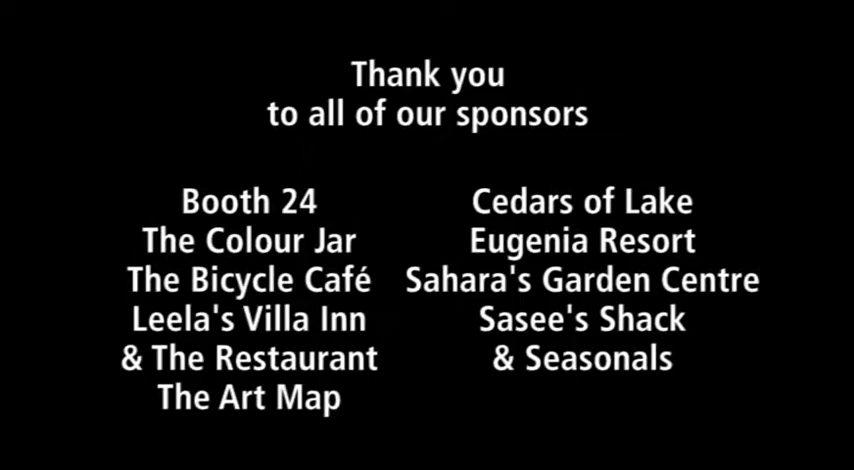 Thank you
to all of our sponsors
Booth 24
The Colour Jar
The Bicycle Café
Leela's Villa Inn
& The Restaurant
The Art Map
Cedars of Lake
Eugenia Resort
Sahara's Garden Centre
Sasee's Shack
& Seasonals